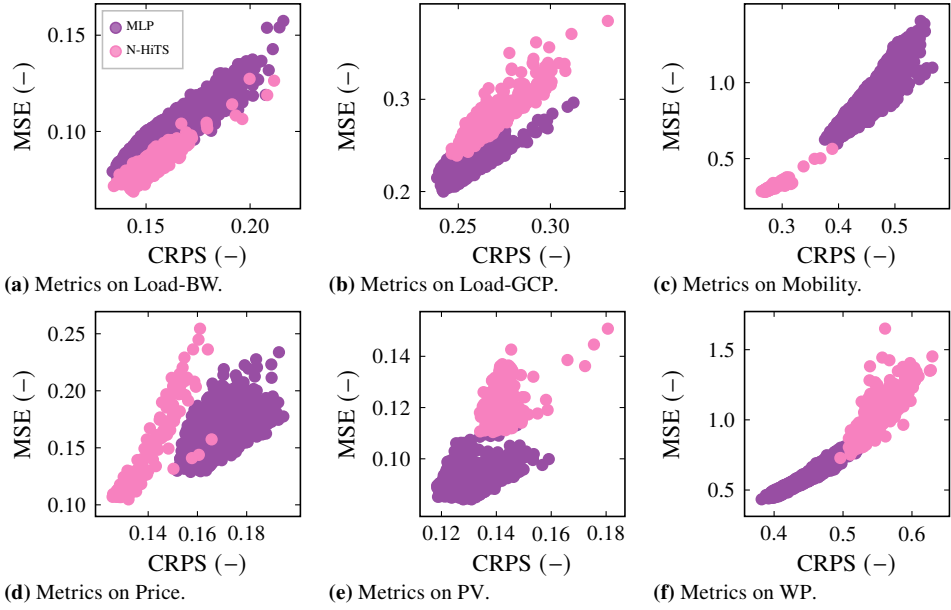 MLP
N-HiTS
0.15
0.10
MSE (−)
0.15 0.20
CRPS (−)
(a) Metrics on Load-BW.
0.3
0.2
MSE (−)
0.25 0.30
CRPS (−)
(b) Metrics on Load-GCP.
1.0
0.5
MSE (−)
0.3 0.4 0.5
CRPS (−)
(c) Metrics on Mobility.
0.25
0.20
0.15
0.10
MSE (−)
0.14 0.16 0.18
CRPS (−)
(d) Metrics on Price.
0.14
0.12
0.10
MSE (−)
0.12 0.14 0.16 0.18
CRPS (−)
(e) Metrics on PV.
1.5
1.0
0.5
MSE (−)
0.4 0.5 0.6
CRPS (−)
(f) Metrics on WP.